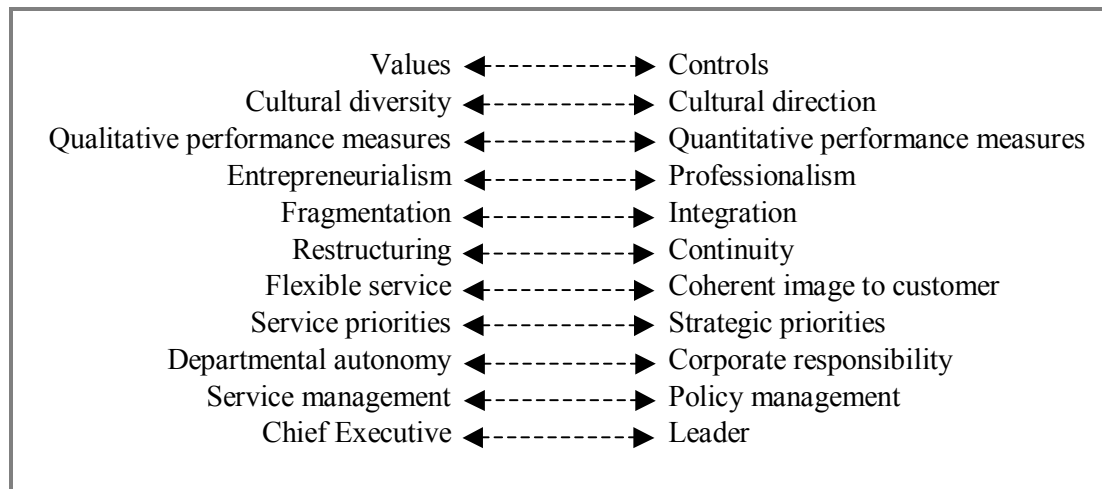 Values Controls
Cultural diversity Cultural direction
Qualitative performance measures Quantitative performance measures
Entrepreneurialism Professionalism
Fragmentation Integration
Restructuring Continuity
Flexible service Coherent image to customer
Service priorities Strategic priorities
Departmental autonomy Corporate responsibility
Service management Policy management
Chief Executive Leader